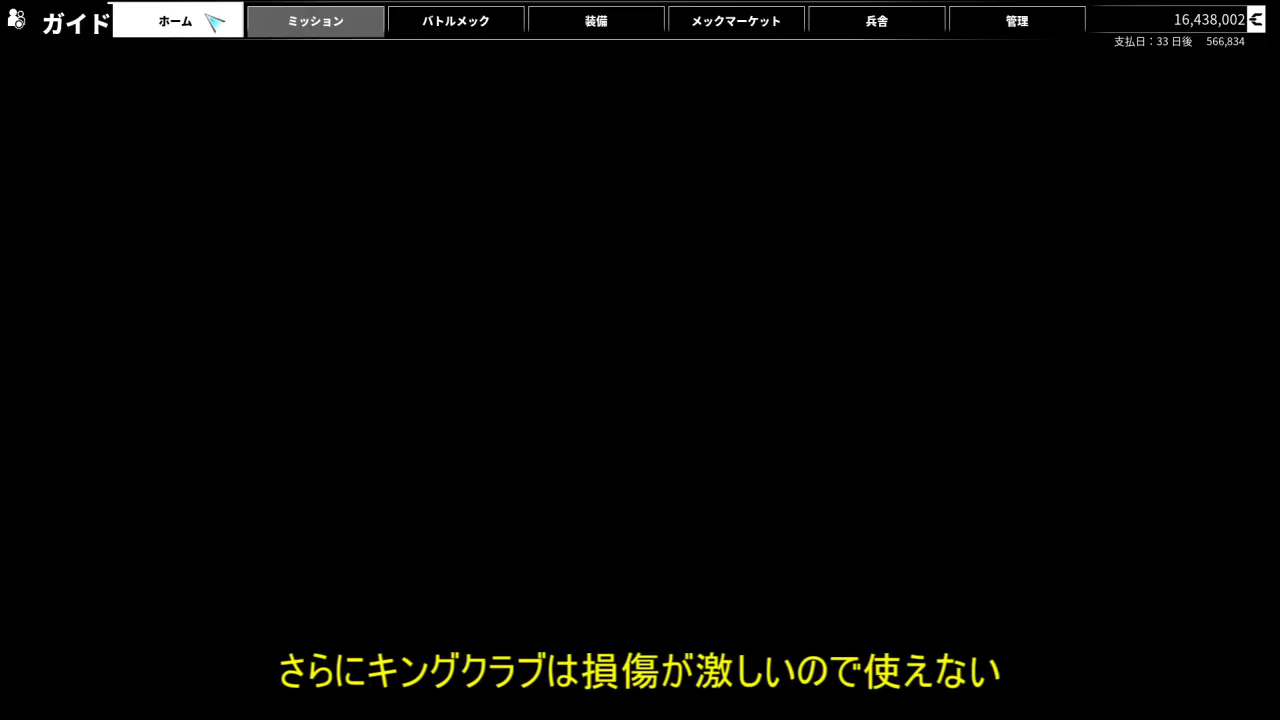 ガイド
ホーム
ミッション
バトルメック
装備
メックマーケット
兵舎
管理
16,438,002
支払日：33 日後 566,834
さらにキングクラブは損傷が激しいので使えない